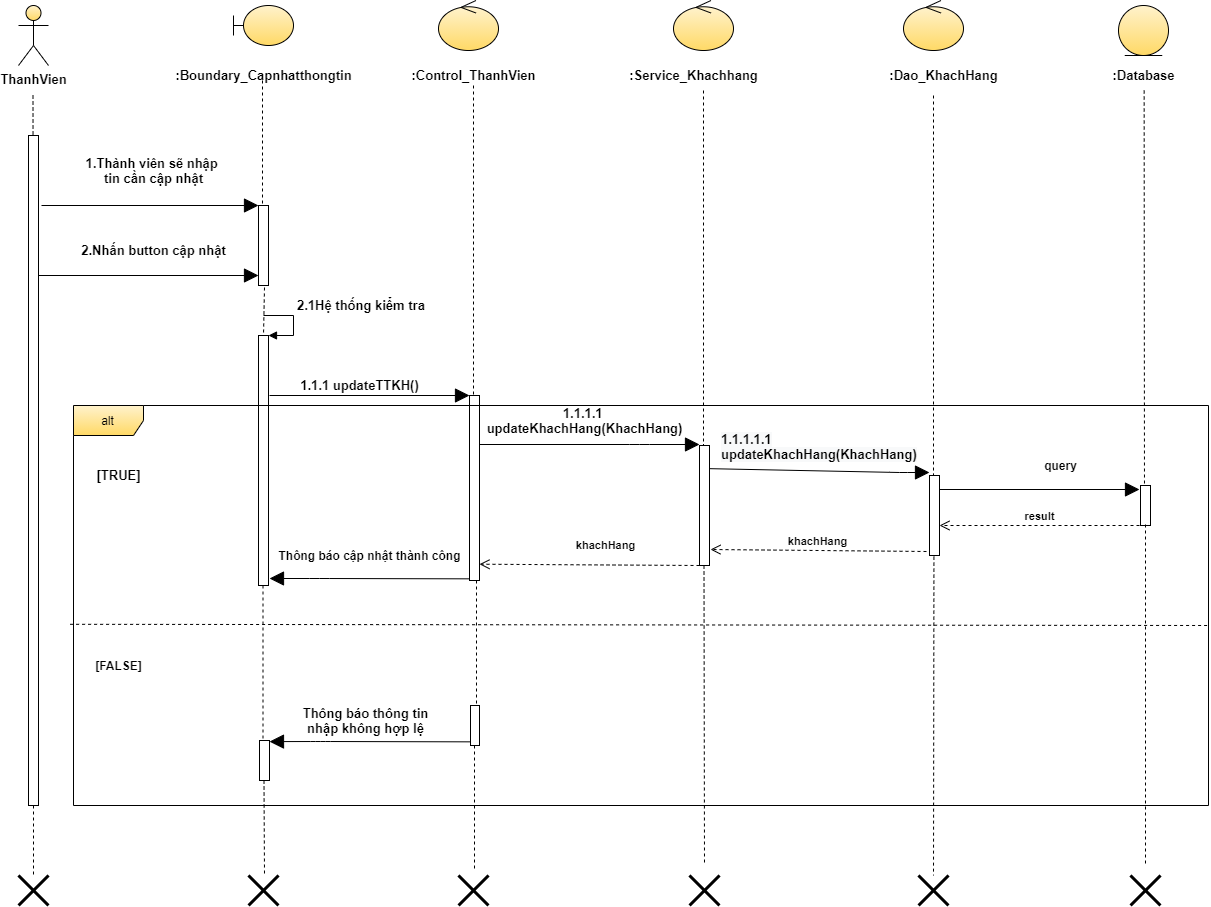 ThanhVien
:Boundary_Capnhatthongtin
:Control_ThanhVien
:Service_Khachhang
:Dao_KhachHang
:Database
1.Thành viên sẽ nhập
tin cần cập nhật
2.Nhấn button cập nhật
2.1Hệ thống kiểm tra
1.1.1 updateTTKH()
alt
[TRUE]
1.1.1.1
updateKhachHang(KhachHang)
1.1.1.1.1
updateKhachHang(KhachHang)
query
result
khachHang
khachHang
Thông báo cập nhật thành công
[FALSE]
Thông báo thông tin
nhập không hợp lệ